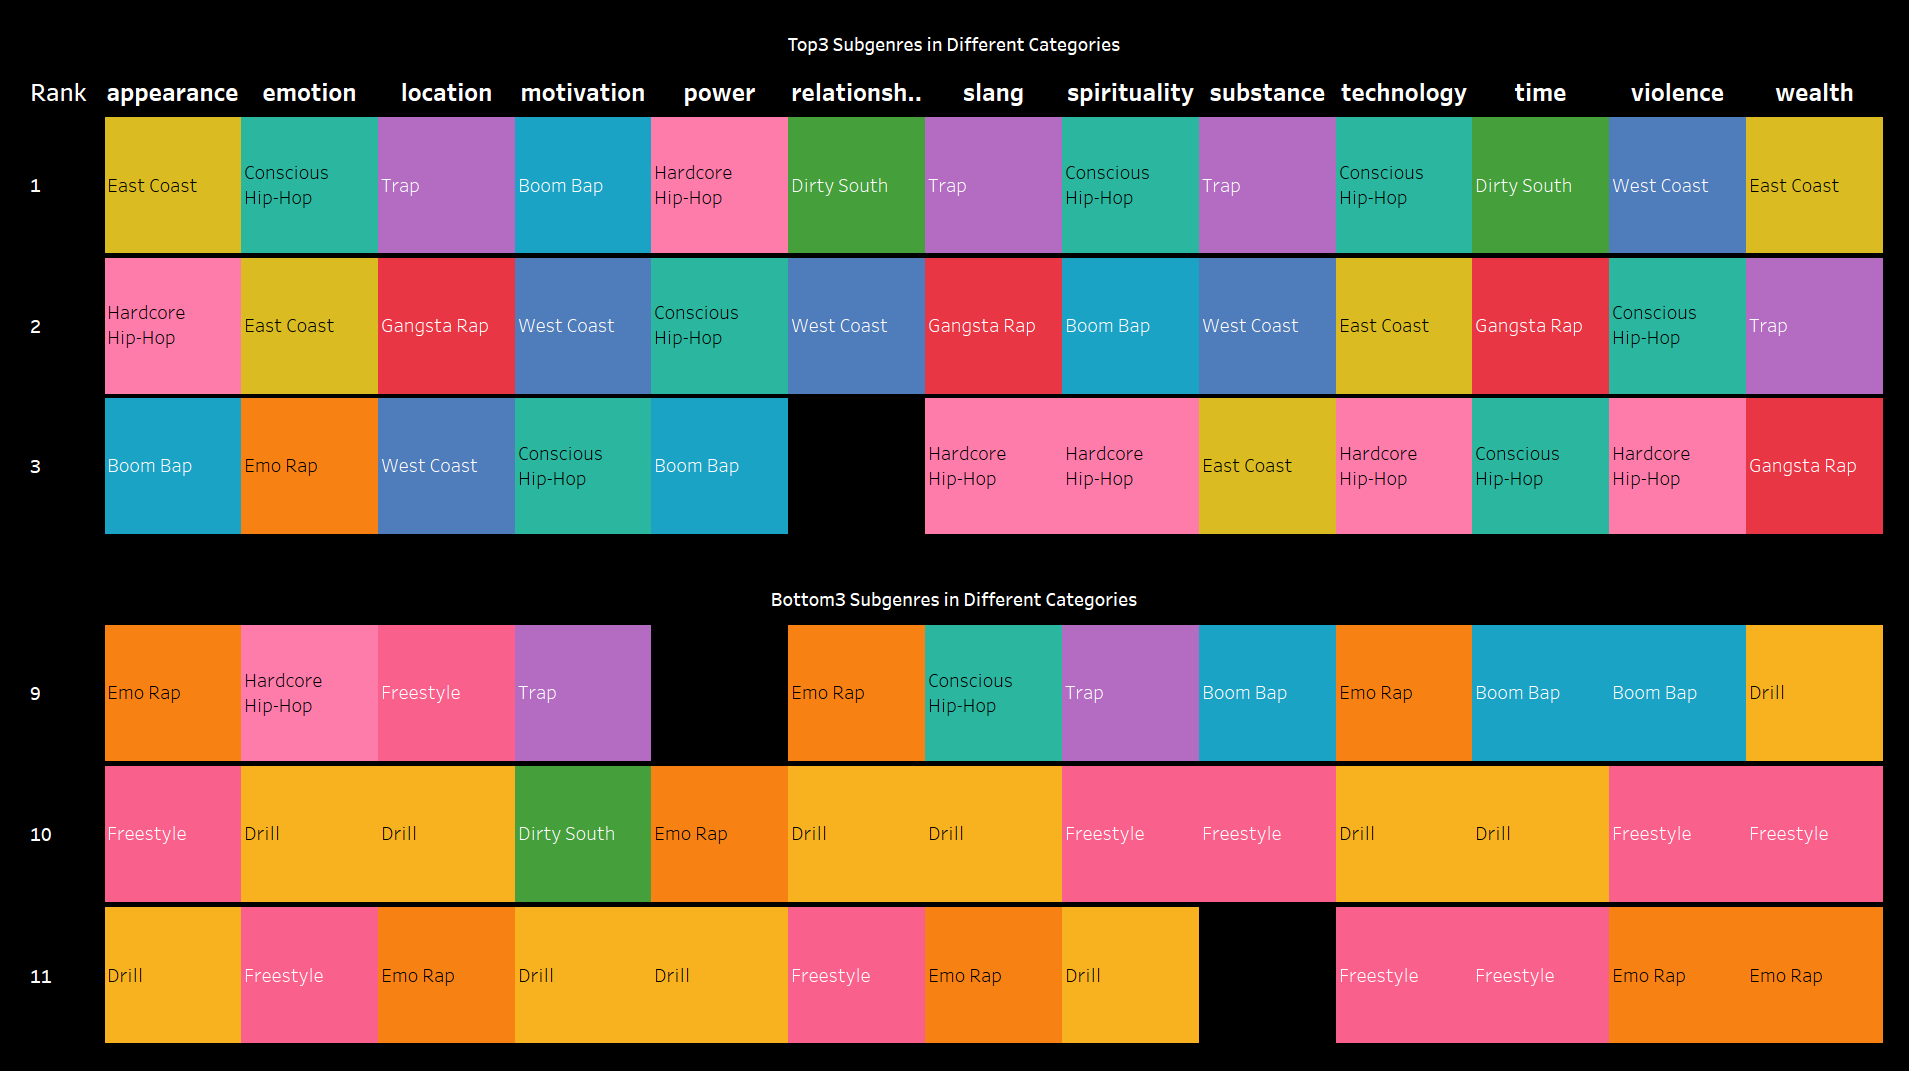 Top3 Subgenres in Different Categories
Rank appearance emotion location motivation power relationsh.. slang spirituality substance technology time violence wealth
1 East Coast Conscious Hip-Hop Trap Boom Bap Hardcore Hip-Hop Dirty South Trap Conscious Hip-Hop Trap Conscious Hip-Hop Dirty South West Coast East Coast
2 Hardcore Hip-Hop East Coast Gangsta Rap West Coast Conscious Hip-Hop West Coast Gangsta Rap Boom Bap West Coast East Coast Gangsta Rap Conscious Hip-Hop Trap
3 Boom Bap Emo Rap West Coast Conscious Hip-Hop Boom Bap Hardcore Hip-Hop Hardcore Hip-Hop East Coast Hardcore Hip-Hop Conscious Hip-Hop Hardcore Hip-Hop Gangsta Rap
Bottom3 Subgenres in Different Categories
9 Emo Rap Hardcore Hip-Hop Freestyle Trap Emo Rap Conscious Hip-Hop Trap Boom Bap Emo Rap Boom Bap Boom Bap Drill
10 Freestyle Drill Drill Dirty South Emo Rap Drill Drill Freestyle Freestyle Drill Drill Freestyle Freestyle
11 Drill Freestyle Emo Rap Drill Drill Freestyle Emo Rap Drill Freestyle Freestyle Emo Rap Emo Rap